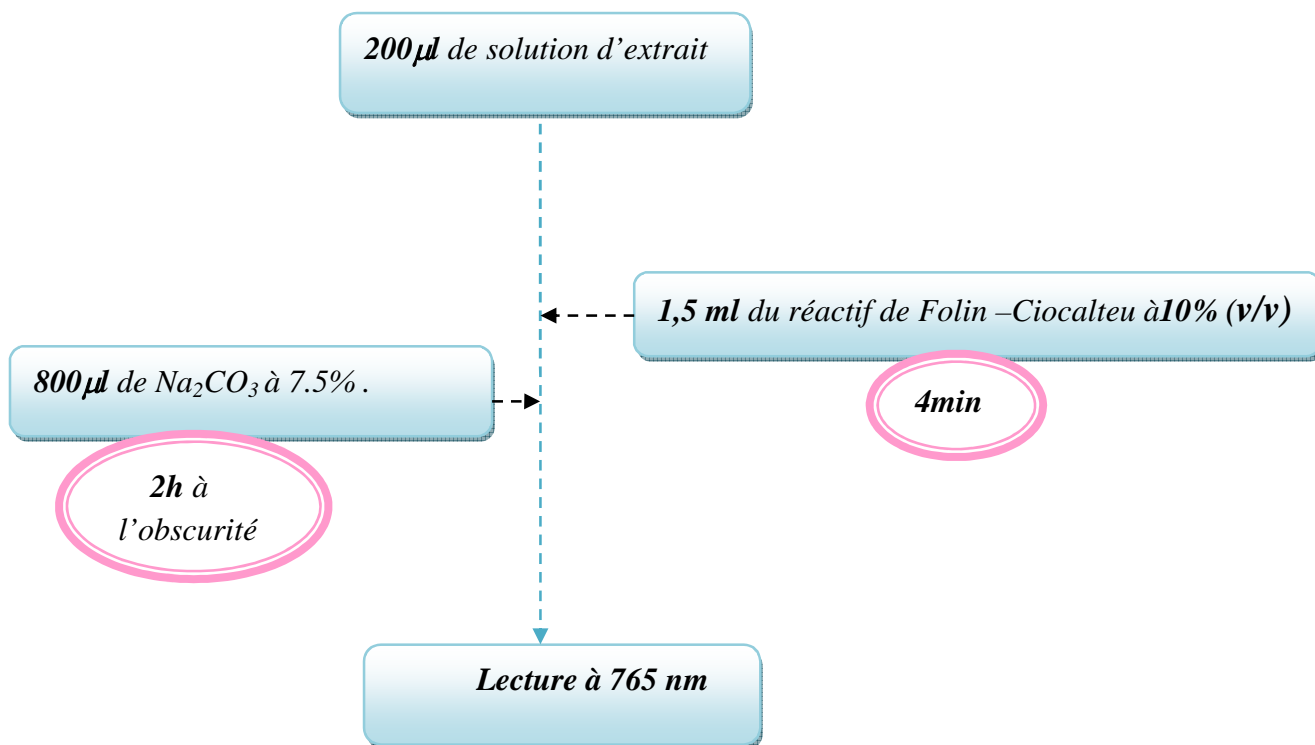 200µl de solution d’extrait
1,5 ml du réactif de Folin –Ciocalteu à10% (v/v)
4min
800µl de Na₂CO₃ à 7.5% .
2h à
l’obscurité
Lecture à 765 nm